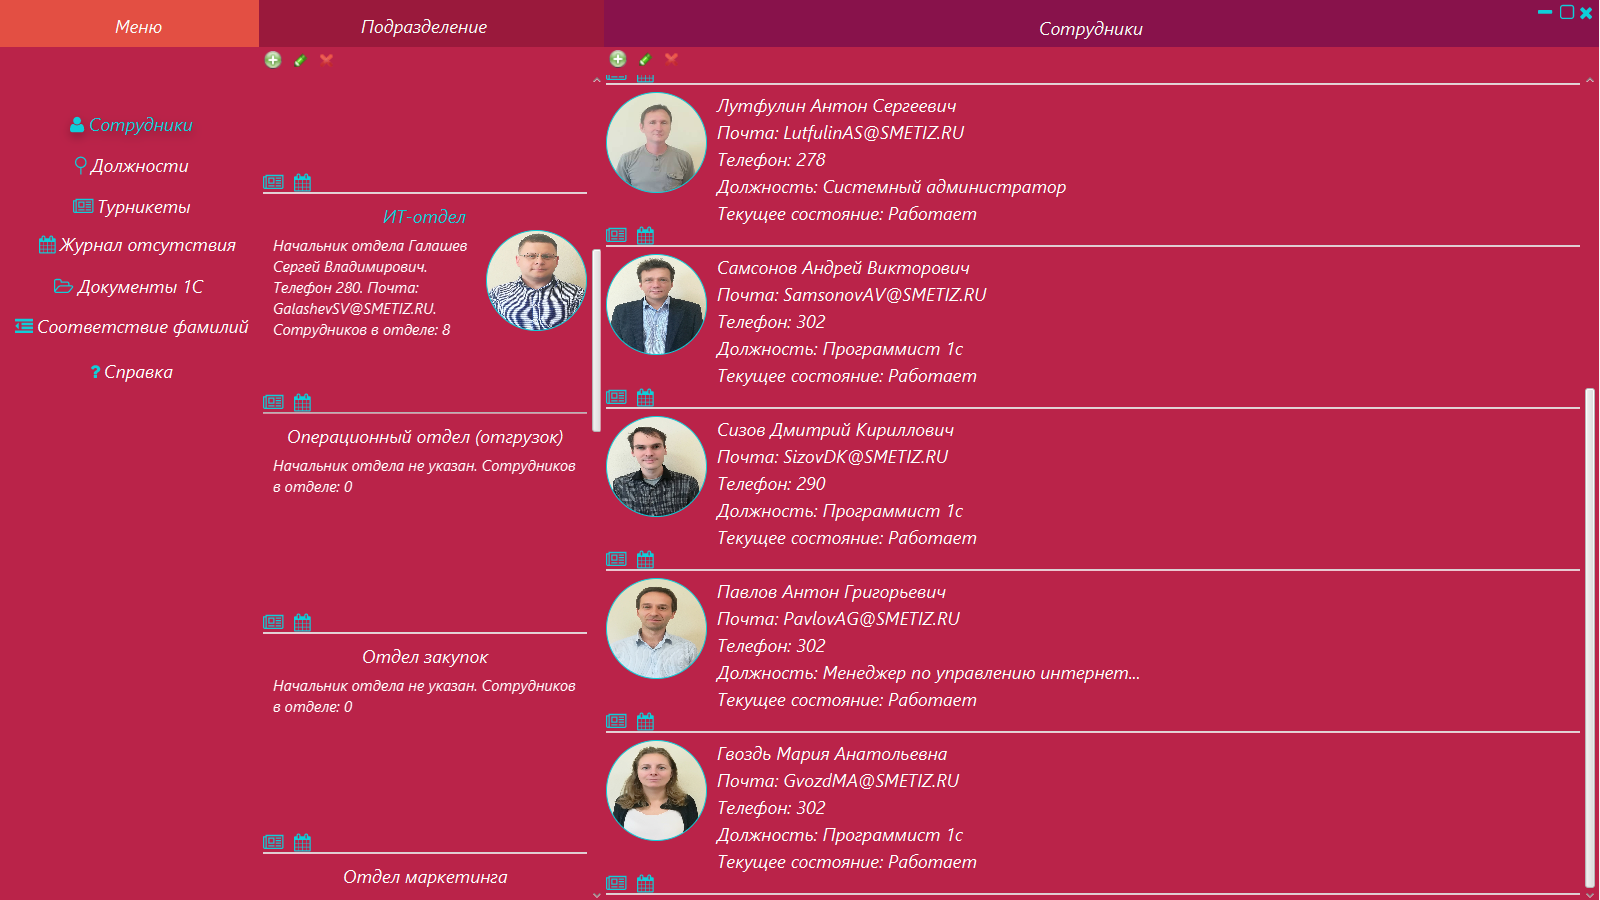 Меню
Подразделение
Сотрудники
Сотрудники
Должности
Турникеты
Журнал отсутствия
Документы 1С
Соответствие фамилий
? Справка
ИТ-отдел
Начальник отдела Галашев
Сергей Владимирович.
Телефон 280. Почта:
GalashevSV@SMETIZ.RU.
Сотрудников в отделе: 8
Операционный отдел (отгрузок)
Начальник отдела не указан. Сотрудников
в отделе: 0
Отдел закупок
Начальник отдела не указан. Сотрудников
в отделе: 0
Отдел маркетинга
Лутфулин Антон Сергеевич
Почта: LutfulinAS@SMETIZ.RU
Телефон: 278
Должность: Системный администратор
Текущее состояние: Работает
Самсонов Андрей Викторович
Почта: SamsonovAV@SMETIZ.RU
Телефон: 302
Должность: Программист 1с
Текущее состояние: Работает
Сизов Дмитрий Кириллович
Почта: SizovDK@SMETIZ.RU
Телефон: 290
Должность: Программист 1с
Текущее состояние: Работает
Павлов Антон Григорьевич
Почта: PavlovAG@SMETIZ.RU
Телефон: 302
Должность: Менеджер по управлению интернет...
Текущее состояние: Работает
Гвоздь Мария Анатольевна
Почта: GvozdMA@SMETIZ.RU
Телефон: 302
Должность: Программист 1с
Текущее состояние: Работает